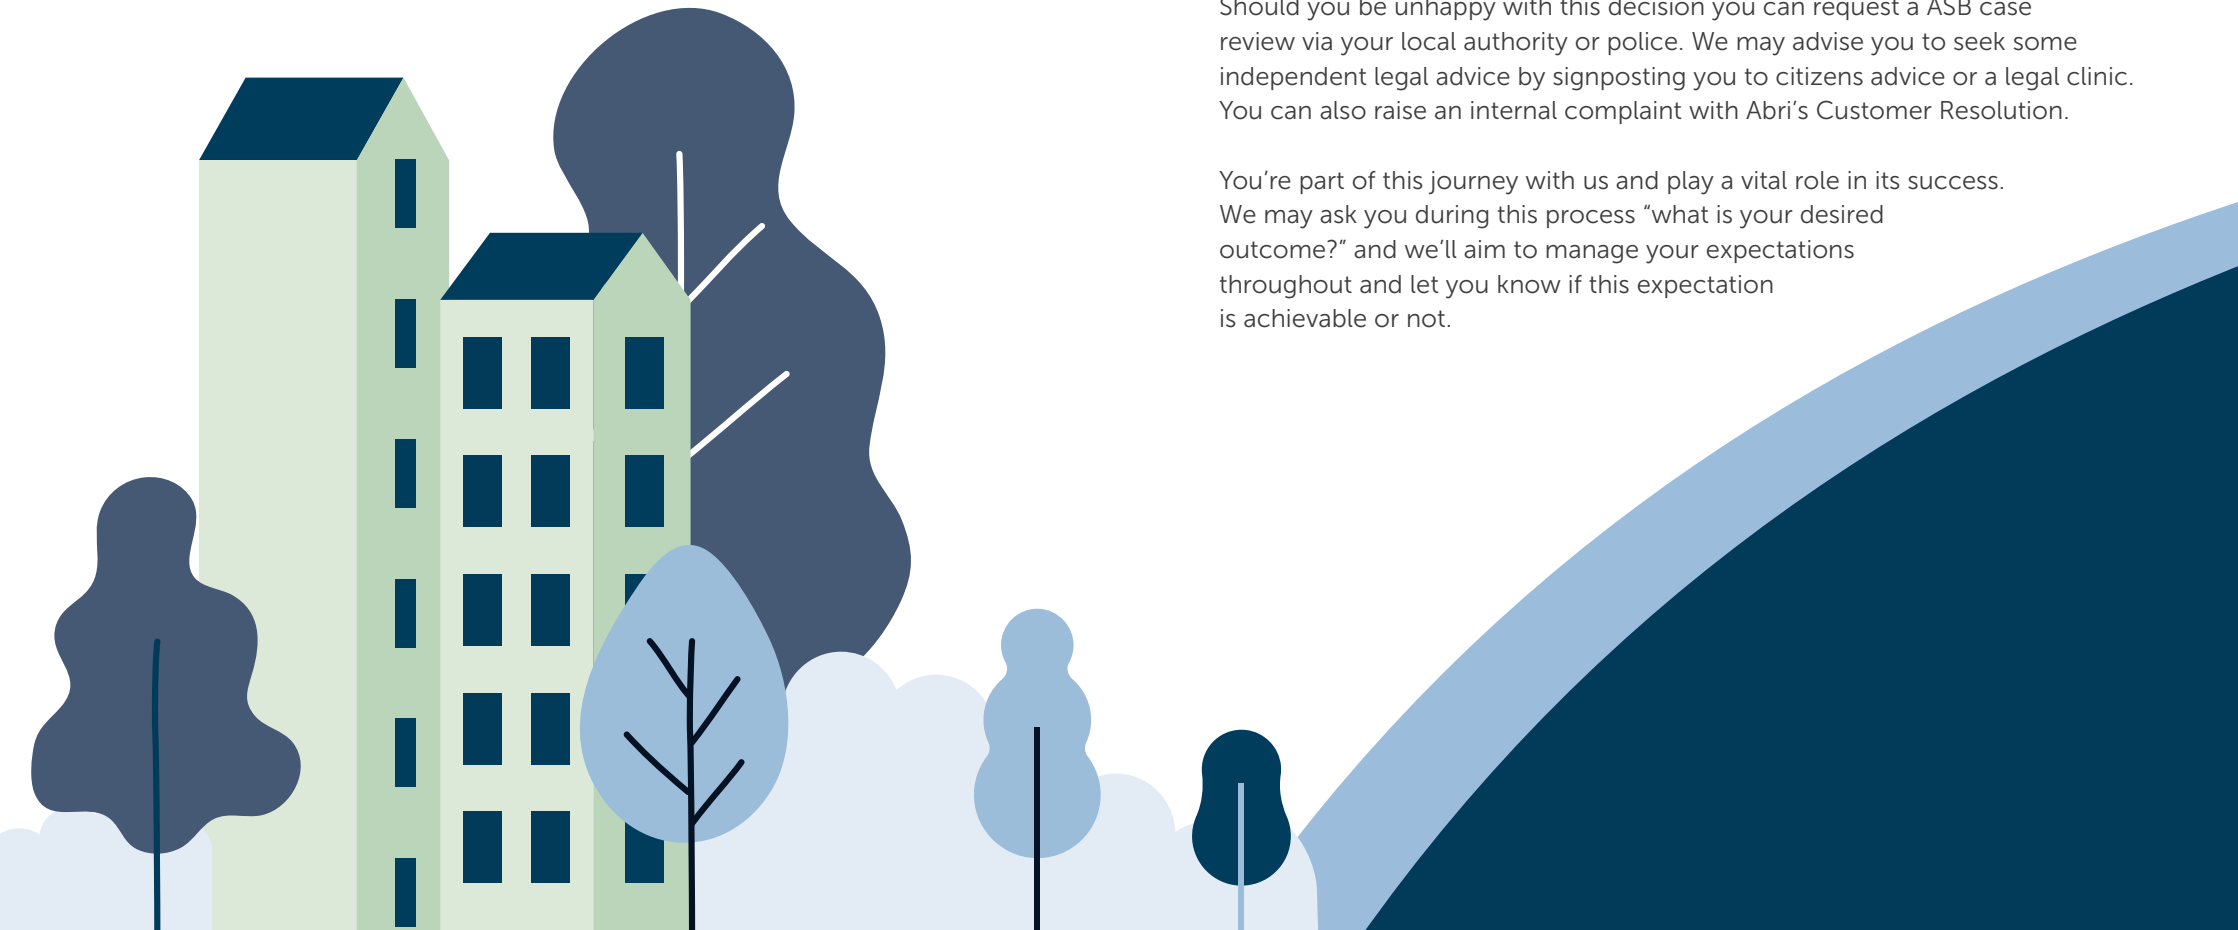 Should you be unhappy with this decision you can request a ASB case
review via your local authority or police. We may advise you to seek some
independent legal advice by signposting you to citizens advice or a legal clinic.
You can also raise an internal complaint with Abri’s Customer Resolution.
You’re part of this journey with us and play a vital role in its success.
We may ask you during this process “what is your desired
outcome?” and we’ll aim to manage your expectations
throughout and let you know if this expectation
is achievable or not.